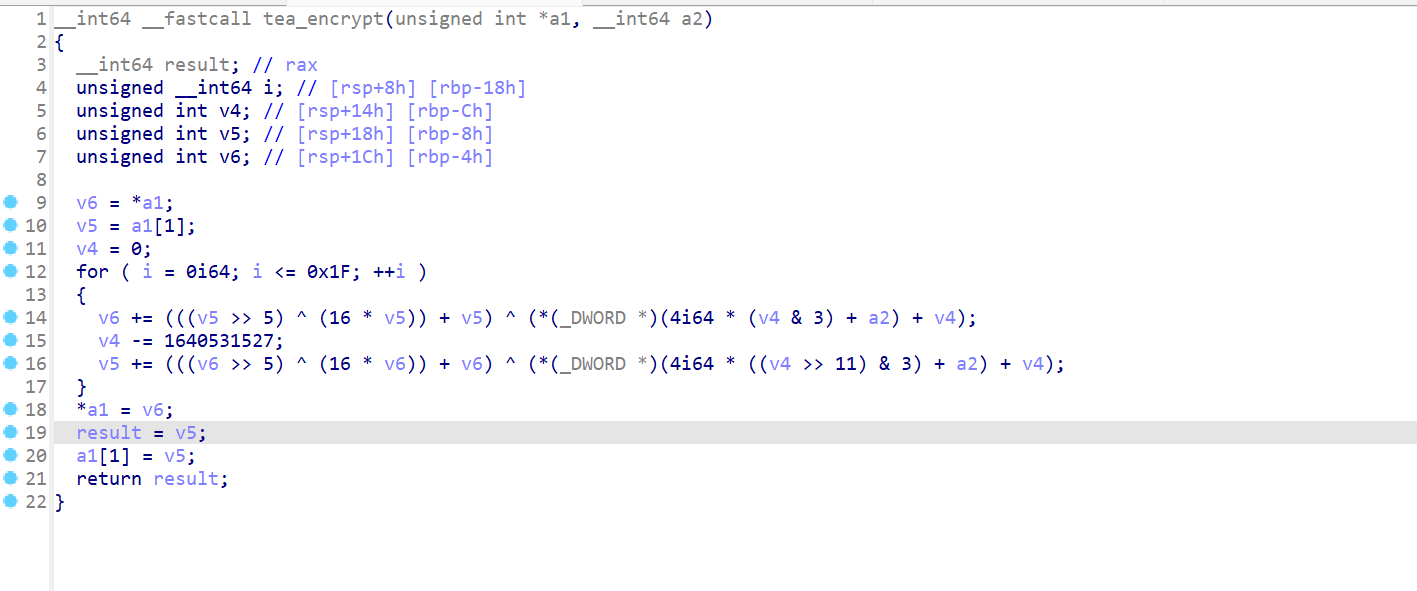 1 __int64 __fastcall tea_encrypt(unsigned int *a1, __int64 a2)
2 {
3   __int64 result; // rax
4   unsigned __int64 i; // [rsp+8h] [rbp-18h]
5   unsigned int v4; // [rsp+14h] [rbp-Ch]
6   unsigned int v5; // [rsp+18h] [rbp-8h]
7   unsigned int v6; // [rsp+1Ch] [rbp-4h]
8
9   v6 = *a1;
10   v5 = a1[1];
11   v4 = 0;
12   for ( i = 0i64; i <= 0x1F; ++i )
13   {
14     v6 += (((v5 >> 5) ^ (16 * v5)) + v5) ^ (*(_DWORD *)(4i64 * (v4 & 3) + a2) + v4);
15     v4 -= 1640531527;
16     v5 += (((v6 >> 5) ^ (16 * v6)) + v6) ^ (*(_DWORD *)(4i64 * ((v4 >> 11) & 3) + a2) + v4);
17   }
18   *a1 = v6;
19   result = v5;
20   a1[1] = v5;
21   return result;
22 }